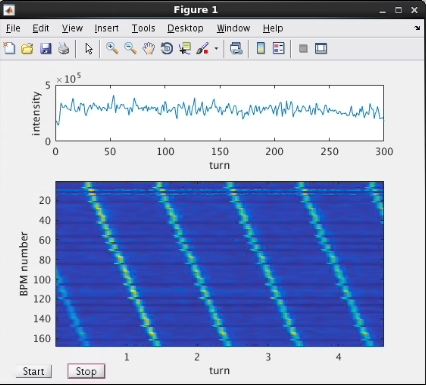 Figure 1
File Edit View Insert Tools Desktop Window Help
×10⁵
5
0
intensity
0 50 100 150 200 250 300
turn
20
40
60
80
100
120
140
160
BPM number
1 2 3 4
turn
Start Stop